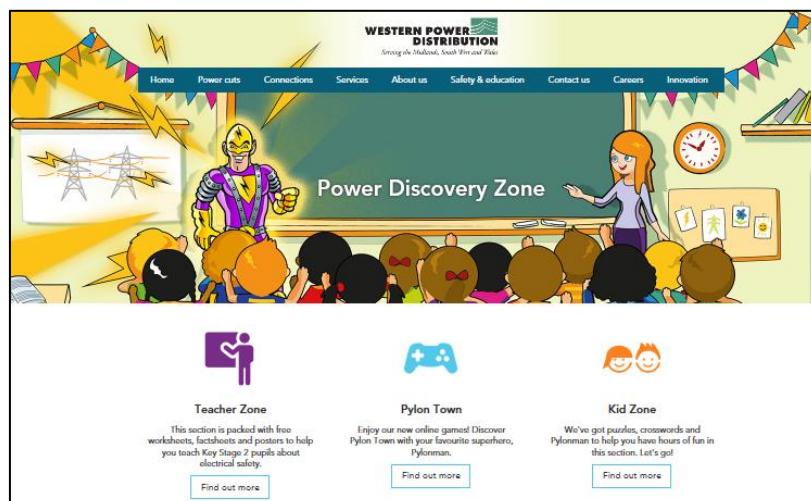 WESTERN POWER
DISTRIBUTION
Serving the Midlands, South West and Wales
Home Power cuts Connections Services About us Safety & education Contact us Careers Innovation
Power Discovery Zone
Teacher Zone
This section is packed with free
worksheets, factsheets and posters to help
you teach Key Stage 2 pupils about
electrical safety.
Find out more
Pylon Town
Enjoy our new online games! Discover
Pylon Town with your favourite superhero,
Pylonman.
Find out more
Kid Zone
We've got puzzles, crosswords and
Pylonman to help you have hours of fun in
this section. Let's go!
Find out more